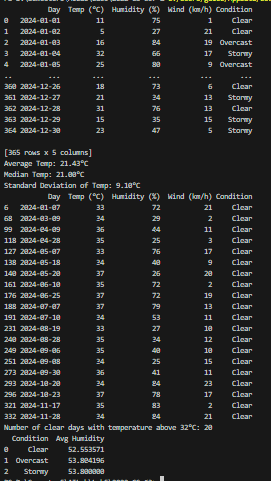 Day Temp (°C) Humidity (%) Wind (km/h) Condition
0 2024-01-01 11 75 1 Clear
1 2024-01-02 5 27 21 Clear
2 2024-01-03 16 84 19 Overcast
3 2024-01-04 32 66 17 Stormy
4 2024-01-05 25 80 9 Overcast
.. ... ... ... ... ...
360 2024-12-26 18 73 6 Clear
361 2024-12-27 21 34 13 Stormy
362 2024-12-28 31 76 13 Clear
363 2024-12-29 15 35 15 Stormy
364 2024-12-30 23 47 5 Stormy
[365 rows x 5 columns]
Average Temp: 21.43°C
Median Temp: 21.00°C
Standard Deviation of Temp: 9.10°C
Day Temp (°C) Humidity (%) Wind (km/h) Condition
6 2024-01-07 33 72 21 Clear
68 2024-03-09 34 29 2 Clear
99 2024-04-09 36 44 11 Clear
118 2024-04-28 35 25 3 Clear
127 2024-05-07 33 76 17 Clear
138 2024-05-18 34 40 9 Clear
140 2024-05-20 37 26 20 Clear
161 2024-06-10 35 72 2 Clear
176 2024-06-25 37 72 19 Clear
188 2024-07-07 37 79 13 Clear
191 2024-07-10 34 53 11 Clear
231 2024-08-19 33 27 10 Clear
240 2024-08-28 35 34 12 Clear
249 2024-09-06 35 40 10 Clear
251 2024-09-08 34 25 15 Clear
273 2024-09-30 36 41 11 Clear
293 2024-10-20 34 84 23 Clear
296 2024-10-23 37 78 17 Clear
321 2024-11-17 35 83 2 Clear
332 2024-11-28 34 84 21 Clear
Number of clear days with temperature above 32°C: 20
Condition Avg Humidity
0 Clear 52.553571
1 Overcast 53.804196
2 Stormy 53.800000